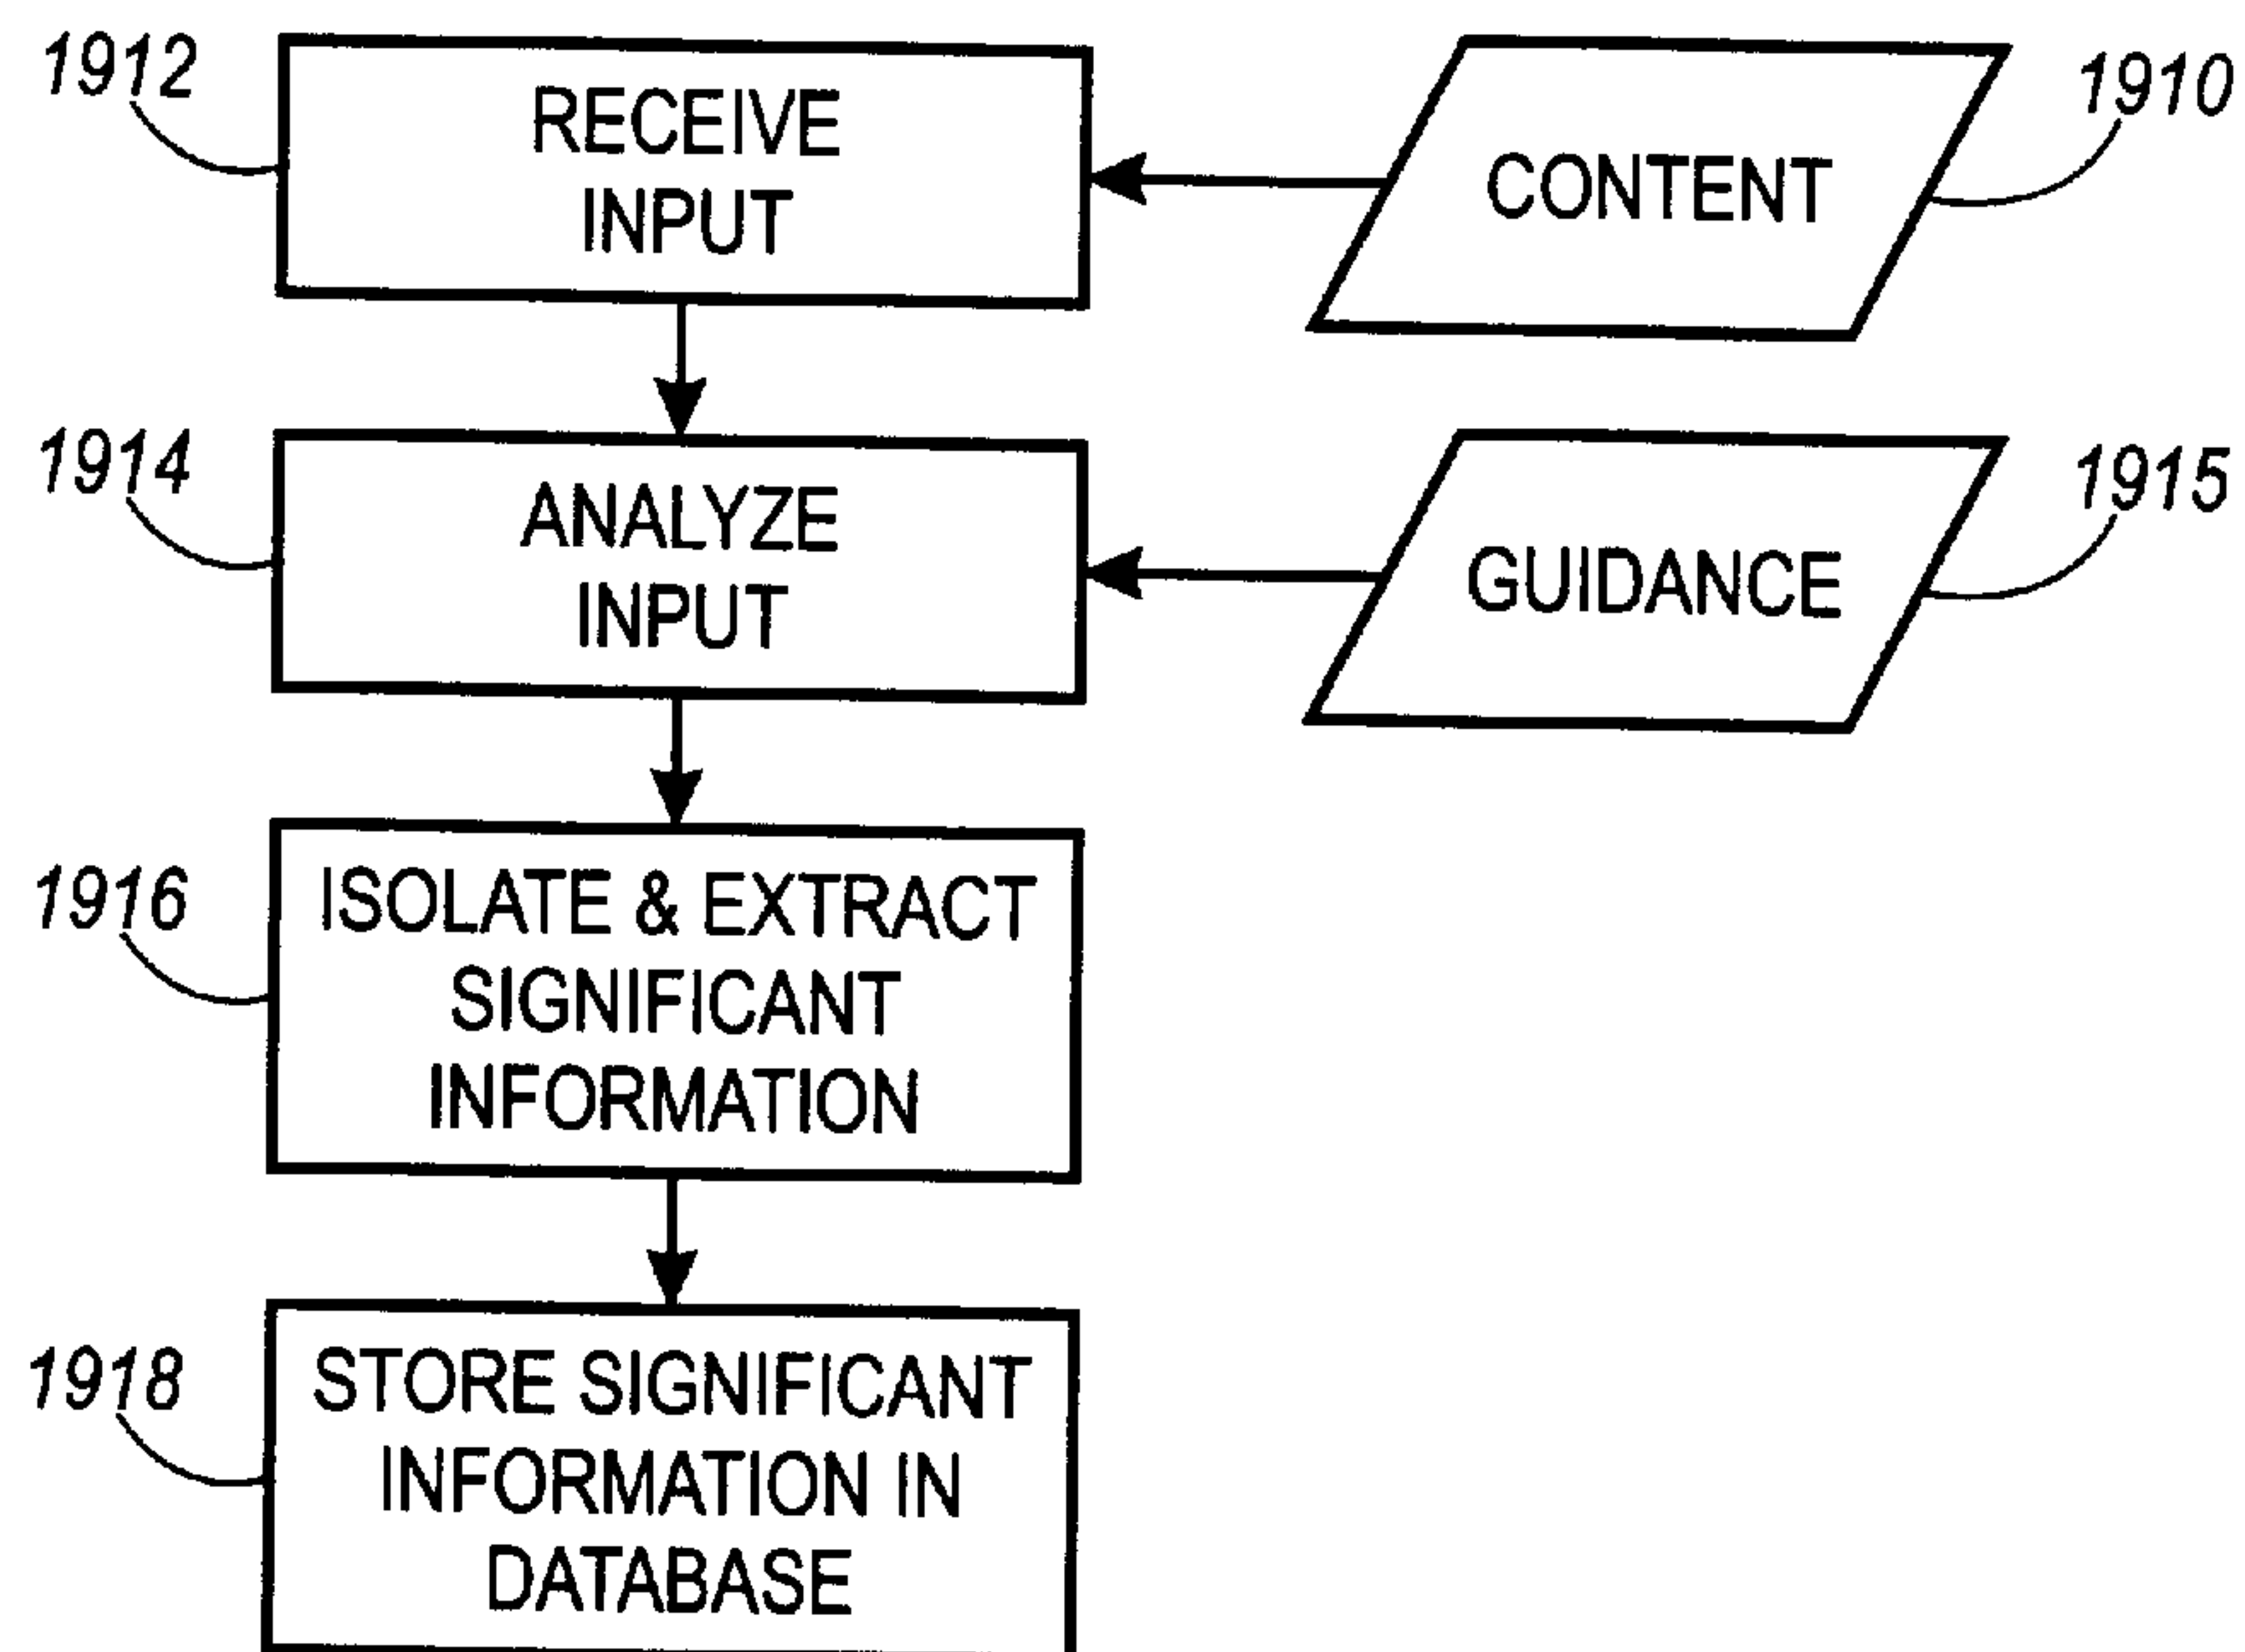 1912
RECEIVE
INPUT
CONTENT
1910
1914
ANALYZE
INPUT
GUIDANCE
1915
1916
ISOLATE & EXTRACT
SIGNIFICANT
INFORMATION
1918
STORE SIGNIFICANT
INFORMATION IN
DATABASE